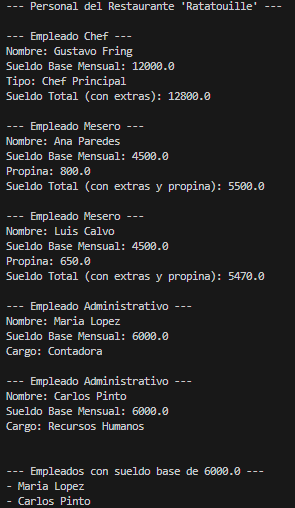 --- Personal del Restaurante 'Ratatouille' ---
--- Empleado Chef ---
Nombre: Gustavo Fring
Sueldo Base Mensual: 12000.0
Tipo: Chef Principal
Sueldo Total (con extras): 12800.0
--- Empleado Mesero ---
Nombre: Ana Paredes
Sueldo Base Mensual: 4500.0
Propina: 800.0
Sueldo Total (con extras y propina): 5500.0
--- Empleado Mesero ---
Nombre: Luis Calvo
Sueldo Base Mensual: 4500.0
Propina: 650.0
Sueldo Total (con extras y propina): 5470.0
--- Empleado Administrativo ---
Nombre: Maria Lopez
Sueldo Base Mensual: 6000.0
Cargo: Contadora
--- Empleado Administrativo ---
Nombre: Carlos Pinto
Sueldo Base Mensual: 6000.0
Cargo: Recursos Humanos
--- Empleados con sueldo base de 6000.0 ---
- Maria Lopez
- Carlos Pinto